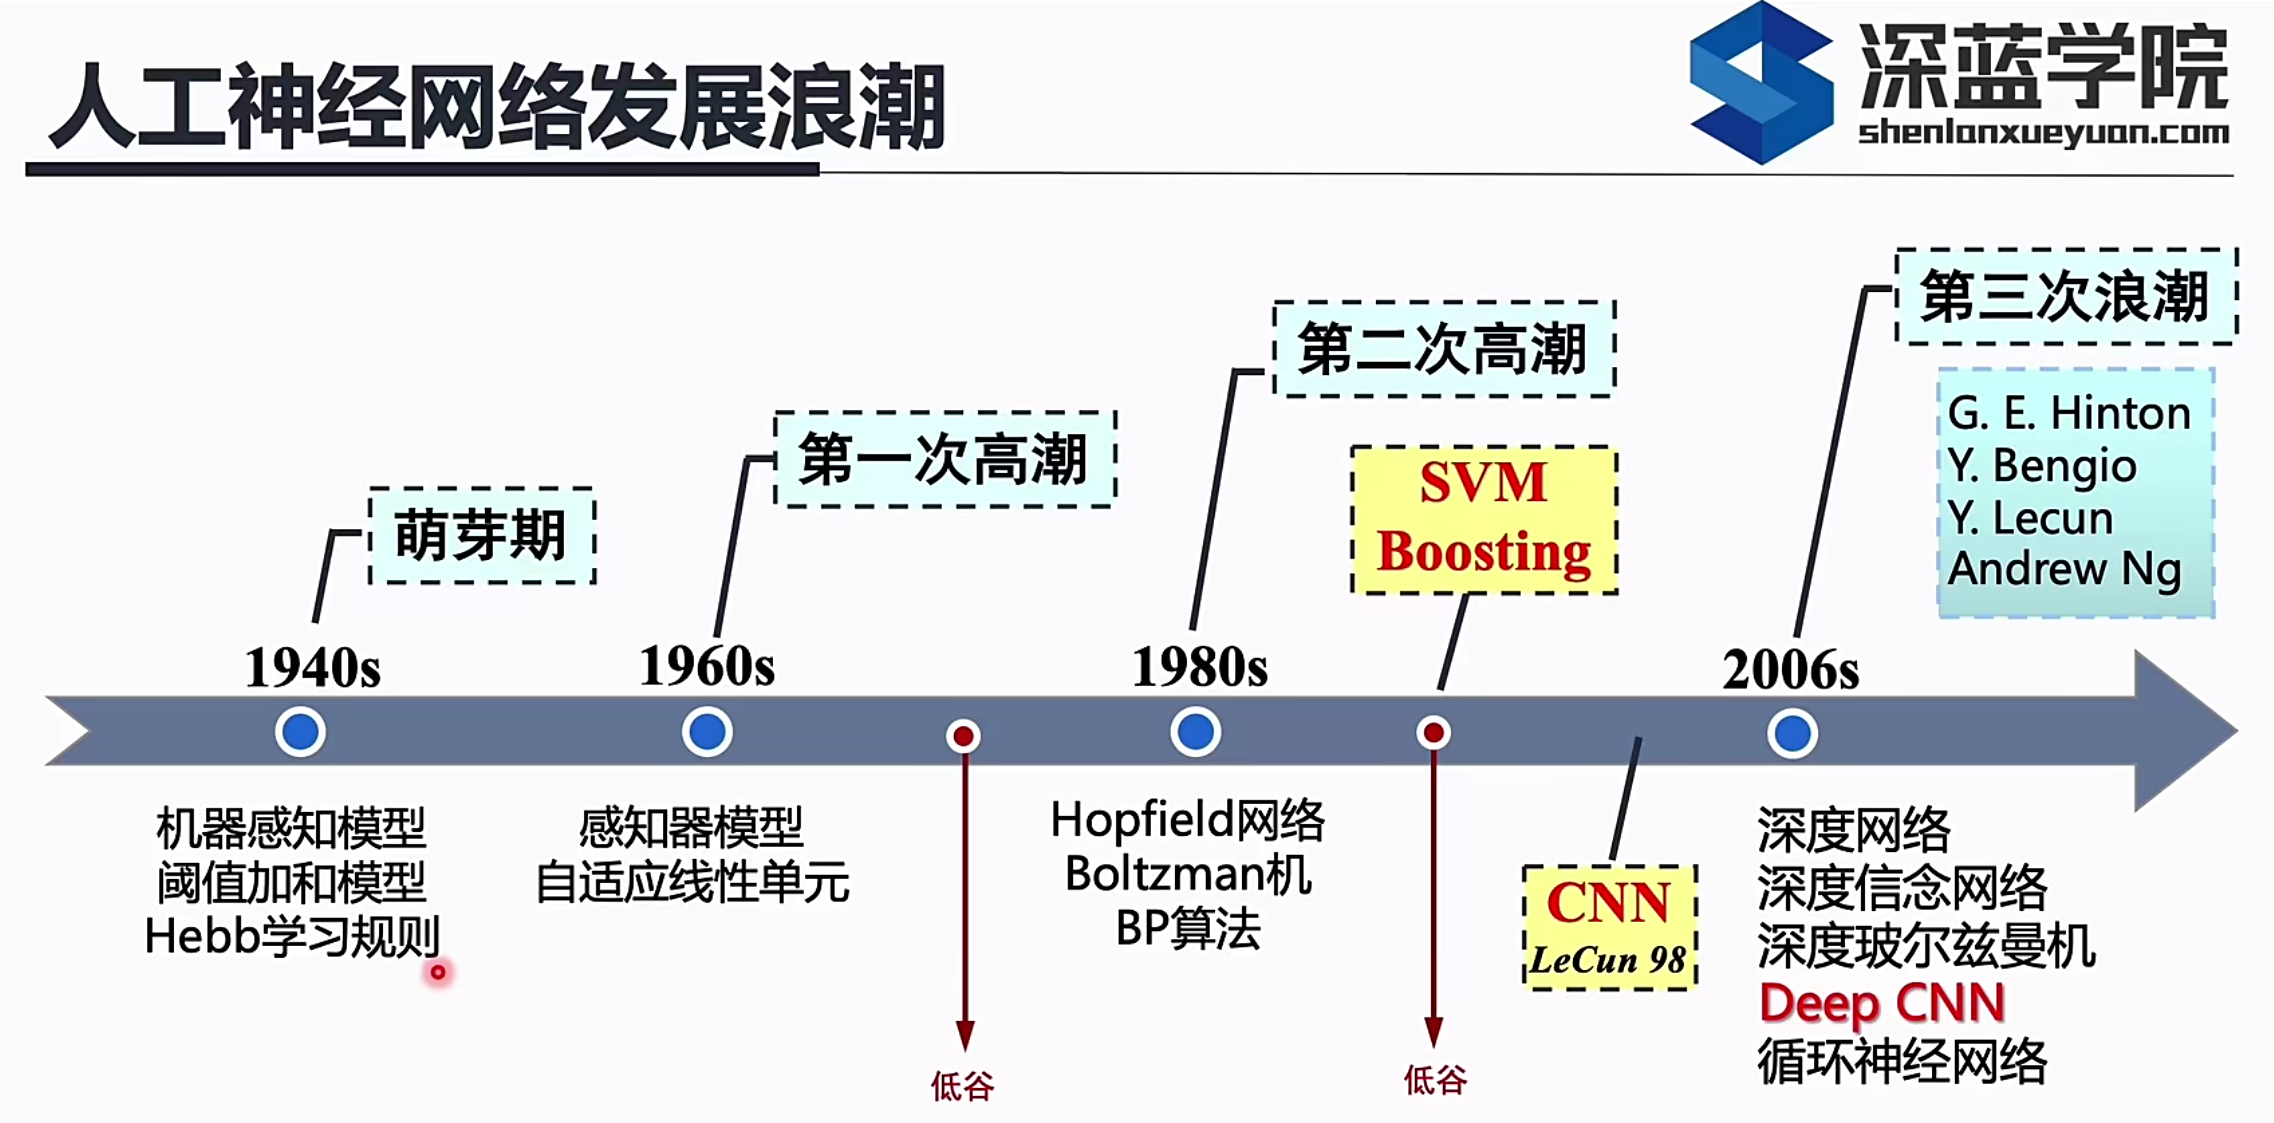 人工神经网络发展浪潮
深蓝学院
shenlanxueyuan.com
萌芽期
第一次高潮
第二次高潮
SVM
Boosting
第三次浪潮
G. E. Hinton
Y. Bengio
Y. Lecun
Andrew Ng
1940s
1960s
1980s
2006s
机器感知模型
阈值加和模型
Hebb学习规则
感知器模型
自适应线性单元
低谷
Hopfield网络
Boltzman机
BP算法
低谷
CNN
LeCun 98
深度网络
深度信念网络
深度玻尔兹曼机
Deep CNN
循环神经网络